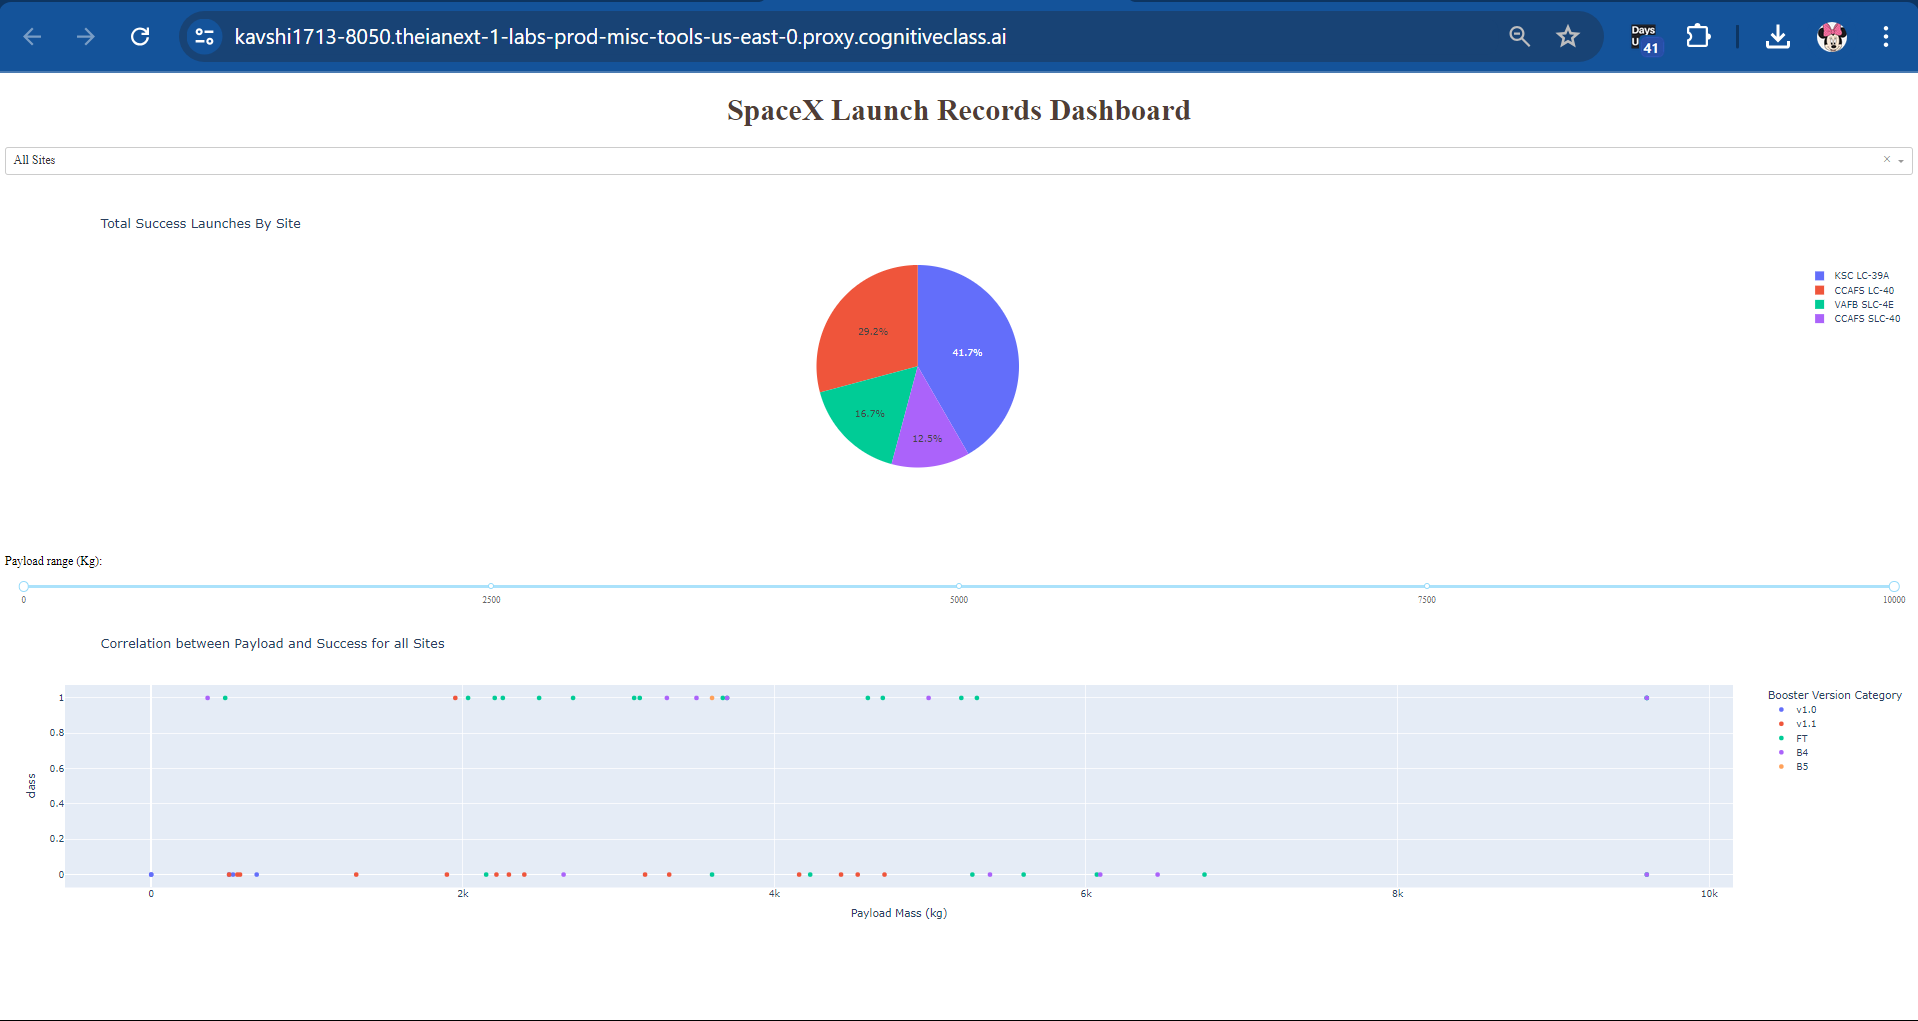 kavshi1713-8050.theianext-1-labs-prod-misc-tools-us-east-0.proxy.cognitiveclass.ai
Days
U
41
SpaceX Launch Records Dashboard
All Sites
×
Total Success Launches By Site
KSC LC-39A
CCAFS LC-40
VAFB SLC-4E
CCAFS SLC-40
29.2%
41.7%
16.7%
12.5%
Payload range (Kg):
0 2500 5000 7500 10000
Correlation between Payload and Success for all Sites
1
0.8
0.6
0.4
0.2
0
class
0 2k 4k 6k 8k 10k
Payload Mass (kg)
Booster Version Category
v1.0
v1.1
FT
B4
B5